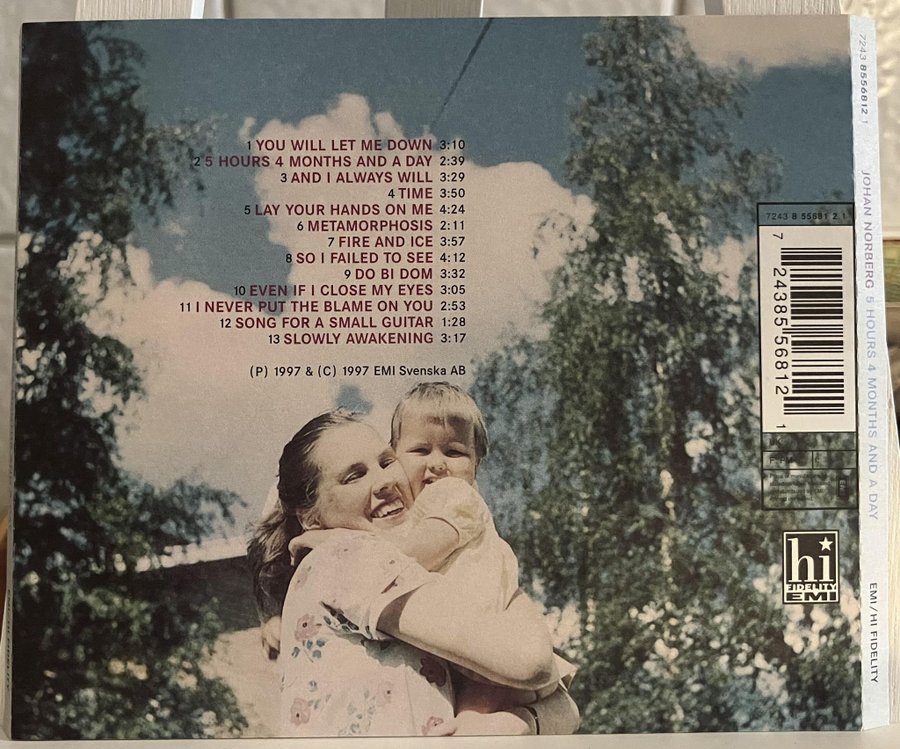 1 YOU WILL LET ME DOWN 3:10
2 5 HOURS 4 MONTHS AND A DAY 2:39
3 AND I ALWAYS WILL 3:29
4 TIME 3:50
5 LAY YOUR HANDS ON ME 4:24
6 METAMORPHOSIS 2:11
7 FIRE AND ICE 3:57
8 SO I FAILED TO SEE 4:12
9 DO BI DOM 3:32
10 EVEN IF I CLOSE MY EYES 3:05
11 I NEVER PUT THE BLAME ON YOU 2:53
12 SONG FOR A SMALL GUITAR 1:28
13 SLOWLY AWAKENING 3:17
(P) 1997 & (C) 1997 EMI Svenska AB
7243 8 55681 2 1
7 24385 56812 1
hi
FIDELITY
EMI
7243 8556812 1
JOHAN NORBERG 5 HOURS 4 MONTHS AND A DAY
EMI/HI FIDELITY